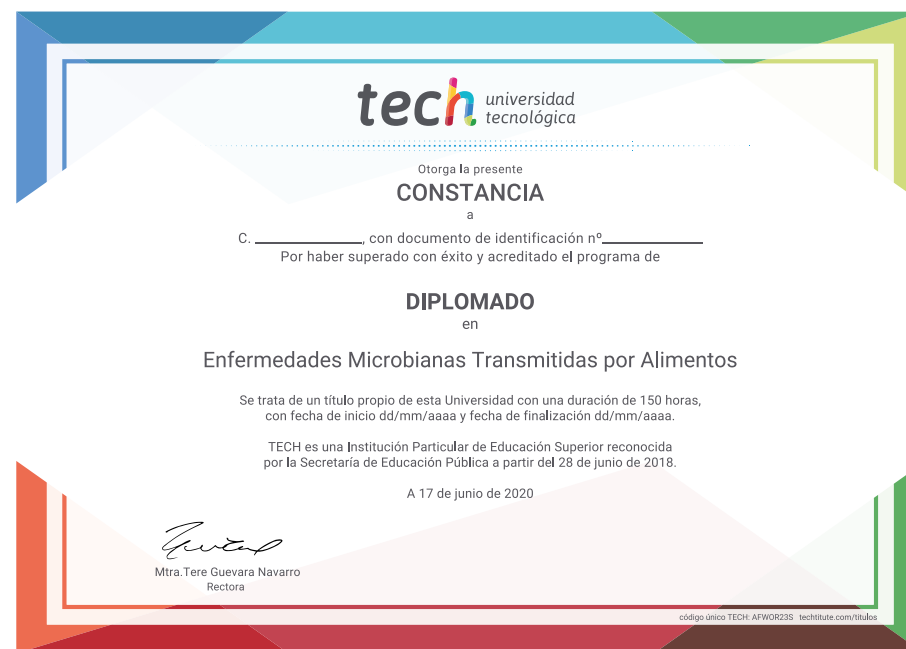 tech universidad
tecnológica
Otorga la presente
CONSTANCIA
a
C. ____________, con documento de identificación nº____________
Por haber superado con éxito y acreditado el programa de
DIPLOMADO
en
Enfermedades Microbianas Transmitidas por Alimentos
Se trata de un título propio de esta Universidad con una duración de 150 horas,
con fecha de inicio dd/mm/aaaa y fecha de finalización dd/mm/aaaa.
TECH es una Institución Particular de Educación Superior reconocida
por la Secretaría de Educación Pública a partir del 28 de junio de 2018.
A 17 de junio de 2020
Mtra.Tere Guevara Navarro
Rectora
código único TECH: AFWOR23S techtitute.com/titulos